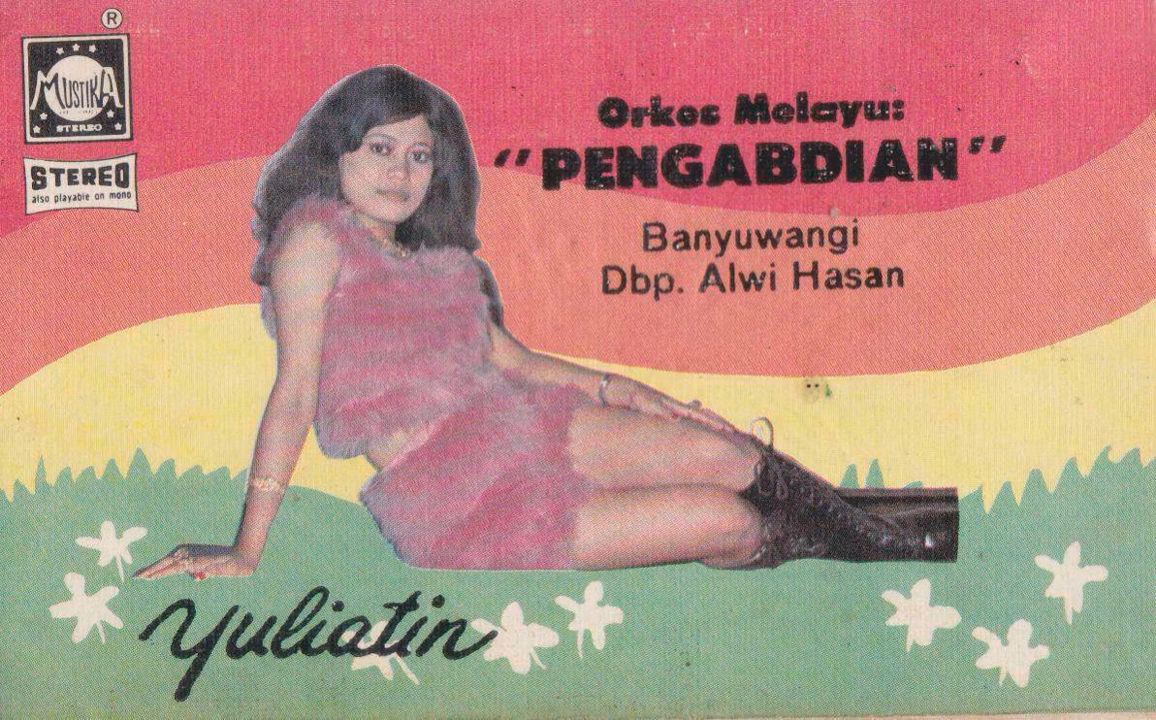 ®
MUSTIKA
STEREO
STEREO
also playable on mono
Orkes Melayu:
"PENGABDIAN"
Banyuwangi
Dbp. Alwi Hasan
Yuliatin